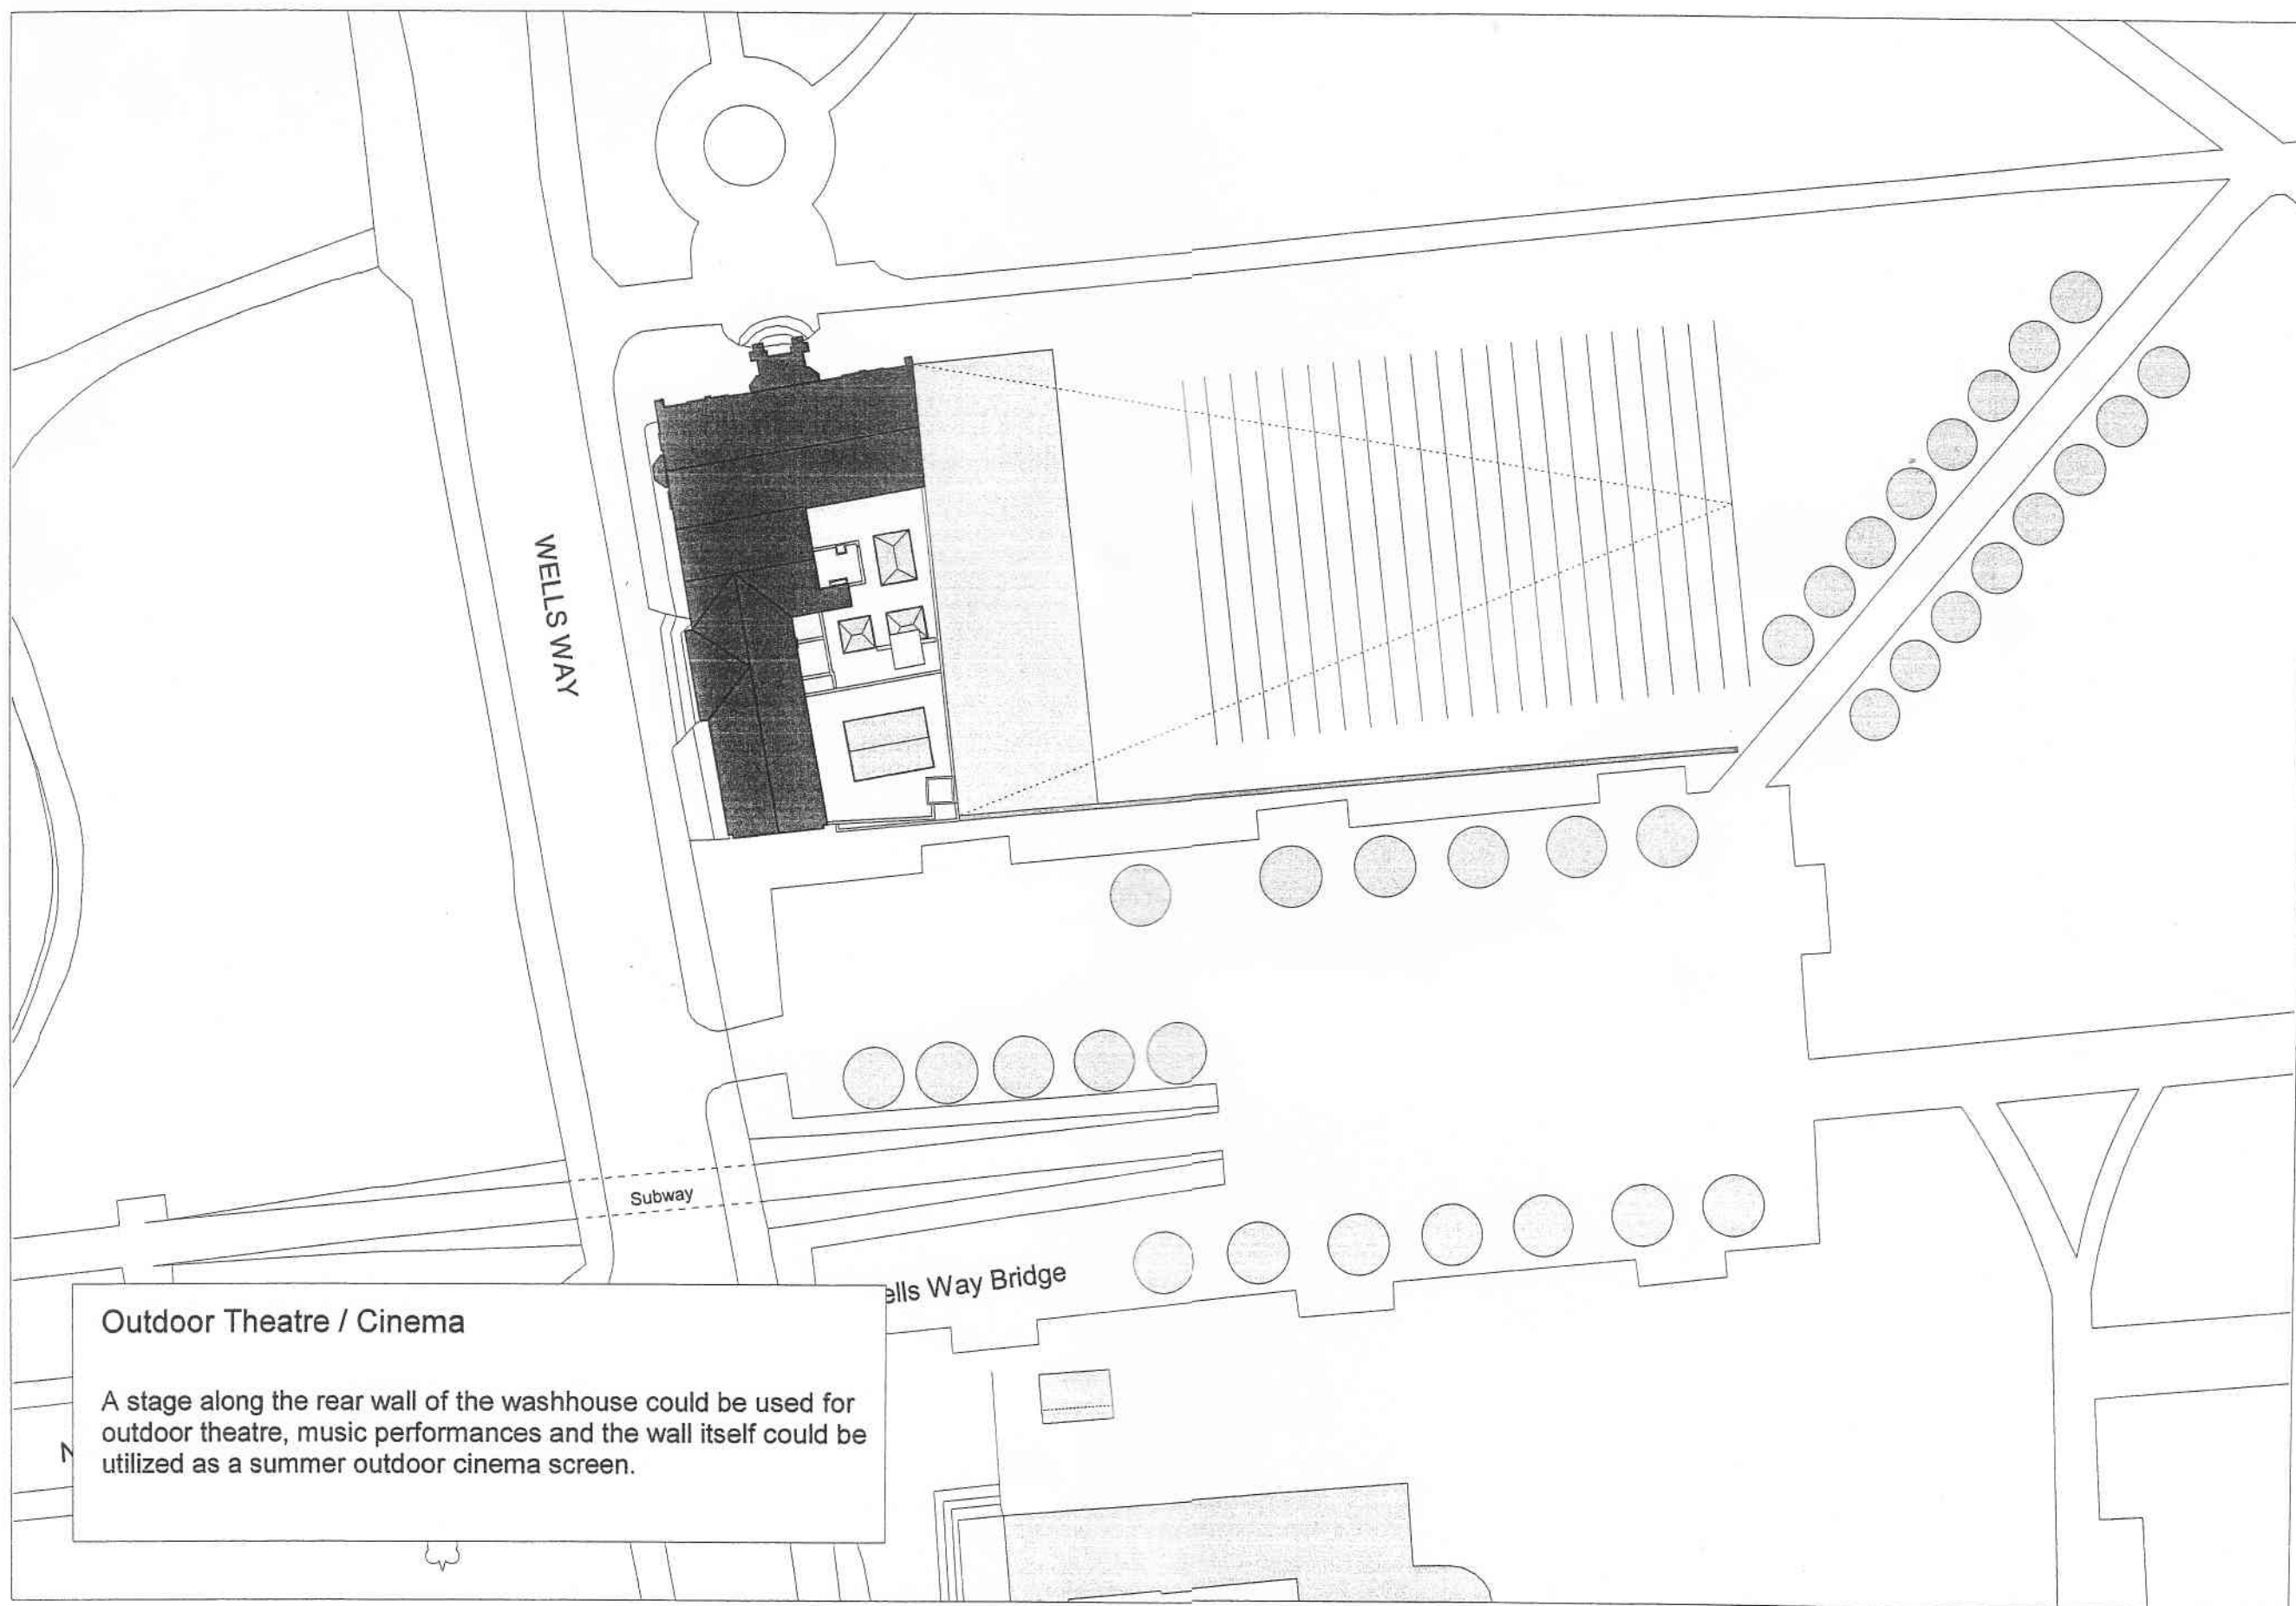 WELLS WAY
Subway
ells Way Bridge
Outdoor Theatre / Cinema
A stage along the rear wall of the washhouse could be used for
outdoor theatre, music performances and the wall itself could be
utilized as a summer outdoor cinema screen.
N